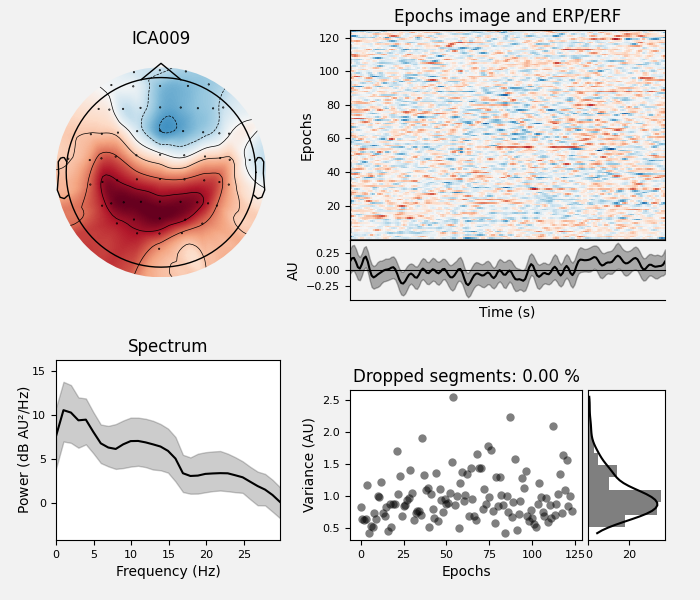 ICA009
Epochs image and ERP/ERF
120
100
80
60
40
20
Epochs
0.25
0.00
−0.25
AU
Time (s)
Spectrum
15
10
5
0
Power (dB AU²/Hz)
0 5 10 15 20 25
Frequency (Hz)
Dropped segments: 0.00 %
2.5
2.0
1.5
1.0
0.5
Variance (AU)
0 25 50 75 100 125
Epochs
0 20